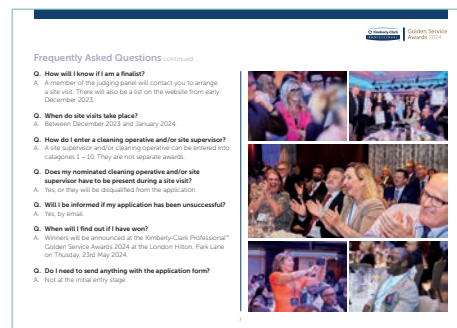 Kimberly-Clark
PROFESSIONAL
Golden Service
Awards 2024
Frequently Asked Questions continued...
Q. How will I know if I am a finalist?
A. A member of the judging panel will contact you to arrange
a site visit. There will also be a list on the website from early
December 2023.
Q. When do site visits take place?
A. Between December 2023 and January 2024.
Q. How do I enter a cleaning operative and/or site supervisor?
A. A site supervisor and/or cleaning operative can be entered into
catagories 1 – 10. They are not separate awards.
Q. Does my nominated cleaning operative and/or site
supervisor have to be present during a site visit?
A. Yes, or they will be disqualified from the application.
Q. Will I be informed if my application has been unsuccessful?
A. Yes, by email.
Q. When will I find out if I have won?
A. Winners will be announced at the Kimberly-Clark Professional™
Golden Service Awards 2024 at the London Hilton, Park Lane
on Thusday, 23rd May 2024.
Q. Do I need to send anything with the application form?
A. Not at the initial entry stage.